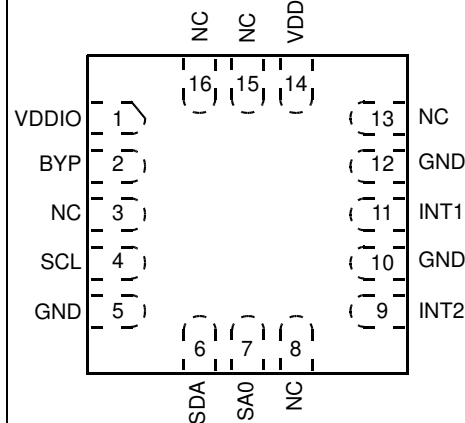 NC NC VDD
16 15 14
VDDIO 1 13 NC
BYP 2 12 GND
NC 3 11 INT1
SCL 4 10 GND
GND 5 9 INT2
6 7 8
SDA SA0 NC